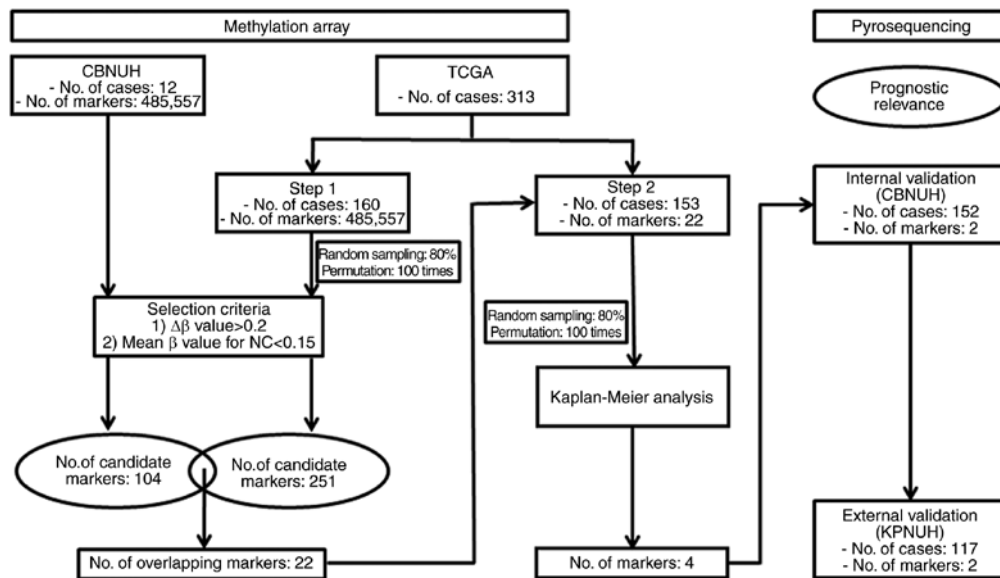 Methylation array
Pyrosequencing
CBNUH
- No. of cases: 12
- No. of markers: 485,557
TCGA
- No. of cases: 313
Prognostic
relevance
Step 1
- No. of cases: 160
- No. of markers: 485,557
Step 2
- No. of cases: 153
- No. of markers: 22
Internal validation
(CBNUH)
- No. of cases: 152
- No. of markers: 2
Random sampling: 80%
Permutation: 100 times
Selection criteria
1) Δβ value>0.2
2) Mean β value for NC<0.15
Random sampling: 80%
Permutation: 100 times
Kaplan-Meier analysis
No.of candidate
markers: 104
No.of candidate
markers: 251
No. of overlapping markers: 22
No. of markers: 4
External validation
(KPNUH)
- No. of cases: 117
- No. of markers: 2